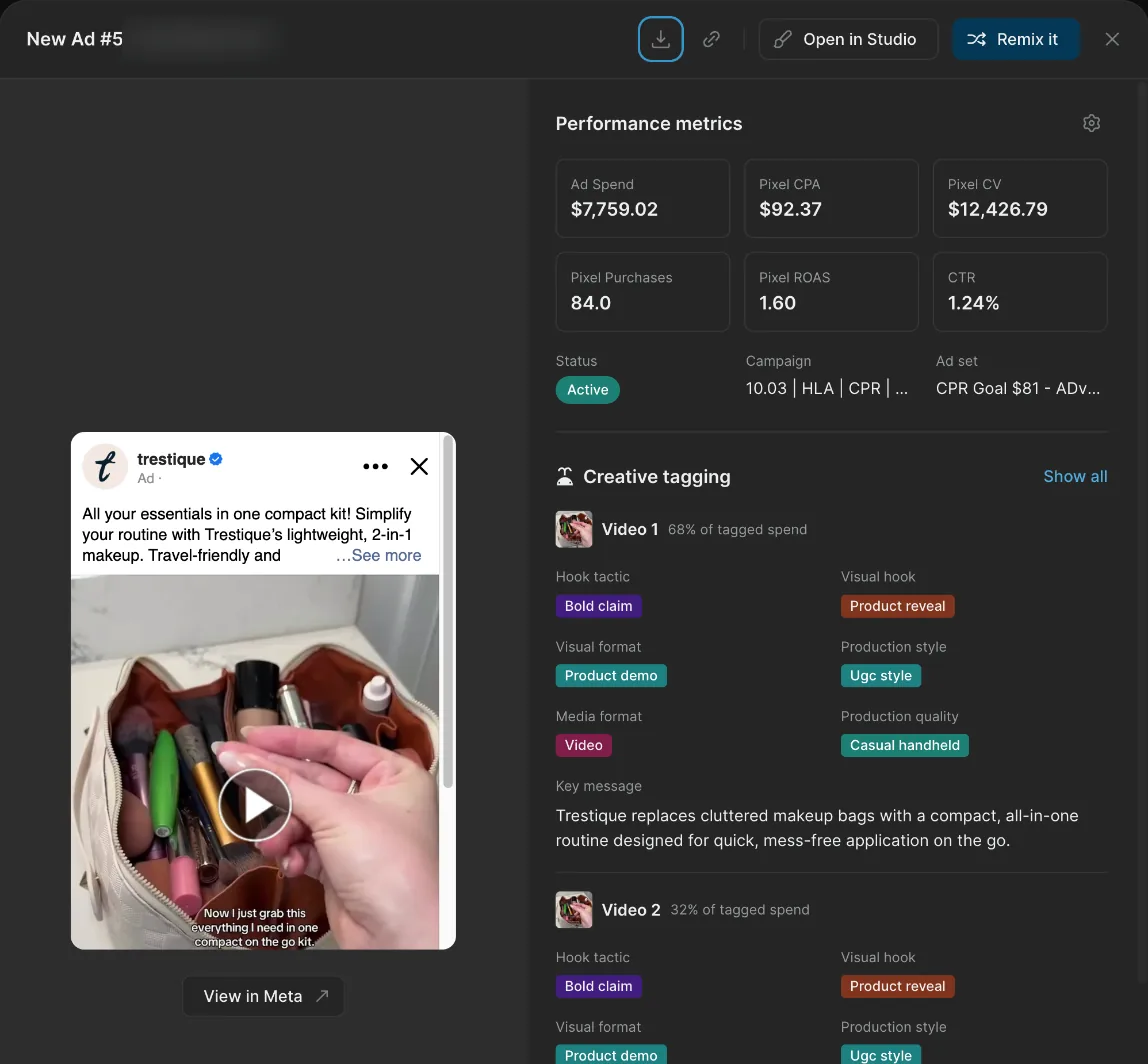 New Ad #5
Open in Studio
Remix it
Performance metrics
Ad Spend
$7,759.02
Pixel CPA
$92.37
Pixel CV
$12,426.79
Pixel Purchases
84.0
Pixel ROAS
1.60
CTR
1.24%
Status
Active
Campaign
10.03 | HLA | CPR | ...
Ad set
CPR Goal $81 - ADv...
trestique
Ad ·
All your essentials in one compact kit! Simplify
your routine with Trestique’s lightweight, 2-in-1
makeup. Travel-friendly and …See more
Now I just grab this
everything I need in one
compact on the go kit.
View in Meta
Creative tagging
Show all
Video 1 68% of tagged spend
Hook tactic
Bold claim
Visual hook
Product reveal
Visual format
Product demo
Production style
Ugc style
Media format
Video
Production quality
Casual handheld
Key message
Trestique replaces cluttered makeup bags with a compact, all-in-one
routine designed for quick, mess-free application on the go.
Video 2 32% of tagged spend
Hook tactic
Bold claim
Visual hook
Product reveal
Visual format
Product demo
Production style
Ugc style